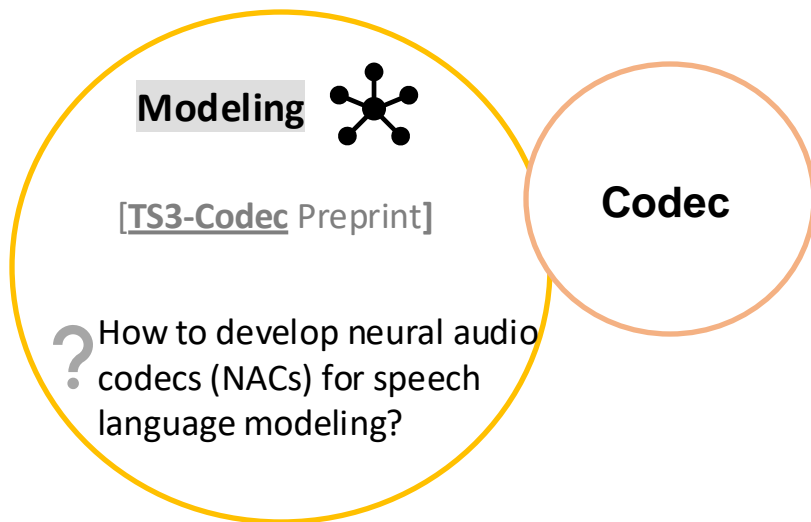 Modeling
[TS3-Codec Preprint]
Codec
? How to develop neural audio
codecs (NACs) for speech
language modeling?